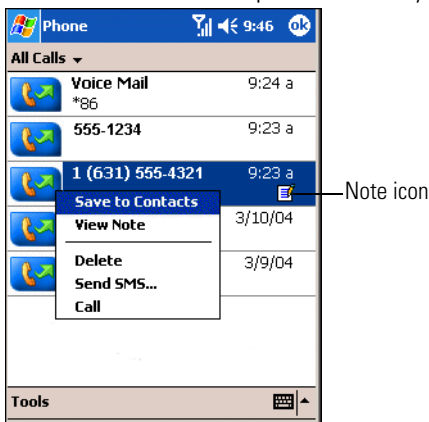 Phone 9:46 ok
All Calls
Voice Mail 9:24 a
*86
555-1234 9:23 a
1 (631) 555-4321 9:23 a
Note icon
Save to Contacts
View Note 3/10/04
Delete 3/9/04
Send SMS...
Call
Tools